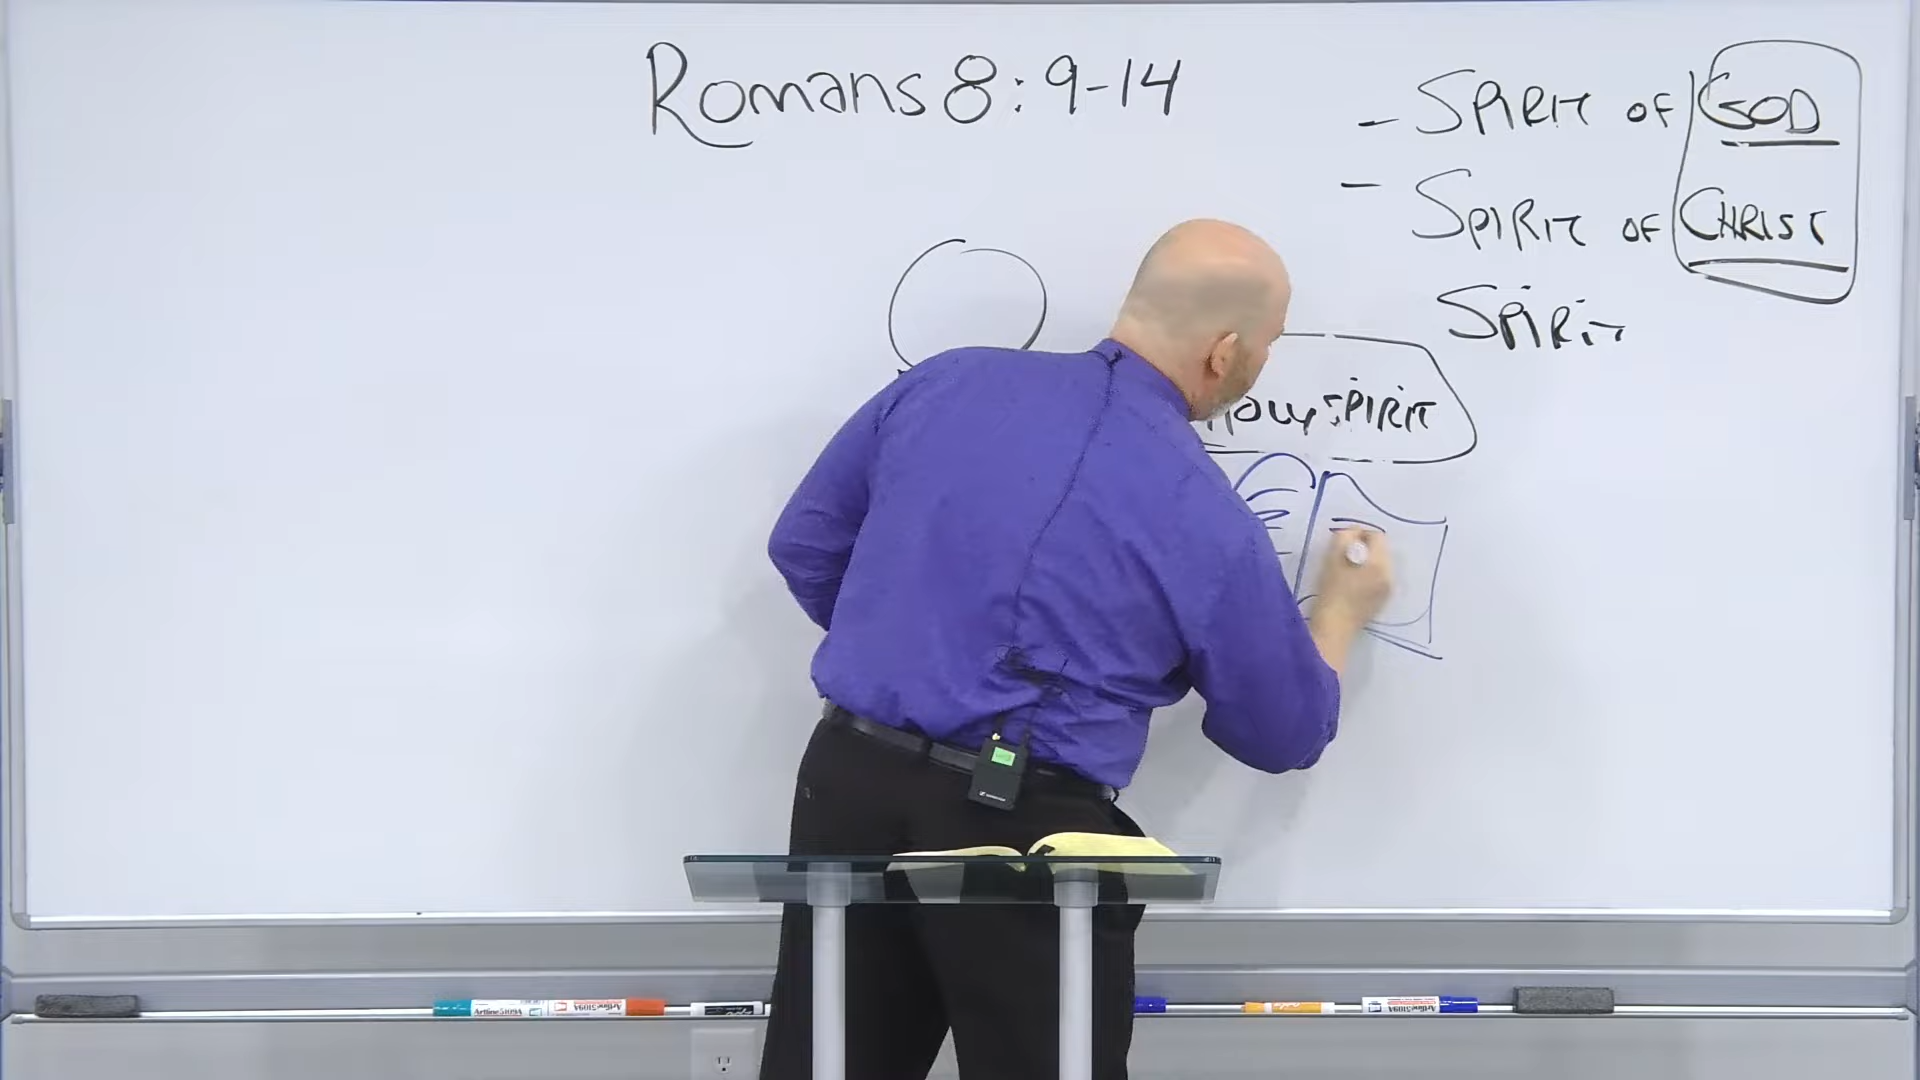 Romans 8:9-14
- SPIRIT OF GOD
- SPIRIT OF CHRIST
SPIRIT
HOLY SPIRIT